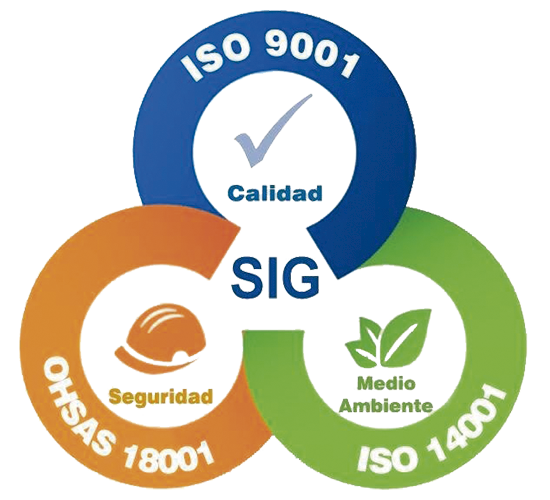 ISO 9001
Calidad
SIG
Seguridad
OHSAS 18001
Medio
Ambiente
ISO 14001